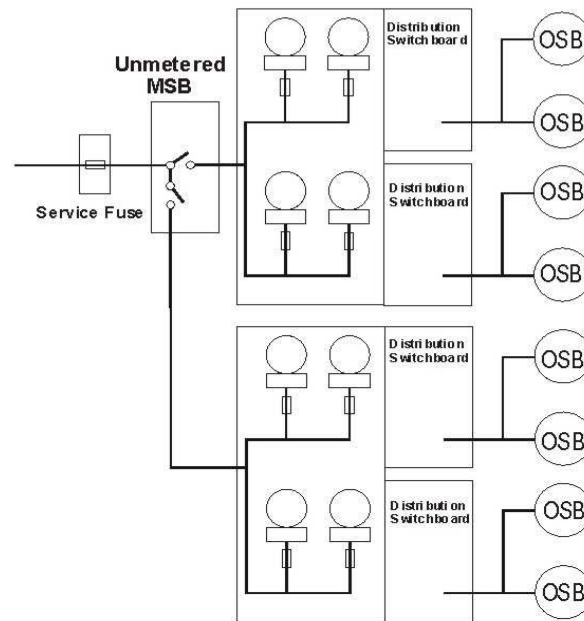 Unmetered
MSB
Service Fuse
Distribution
Switchboard
OSB
OSB
Distribution
Switchboard
OSB
OSB
Distribution
Switchboard
OSB
OSB
Distribution
Switchboard
OSB
OSB